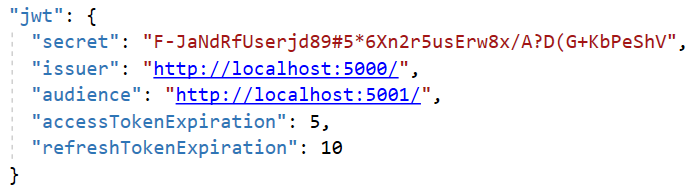 "jwt": {
"secret": "F-JaNdRfUserjd89#5*6Xn2r5usErw8x/A?D(G+KbPeShV",
"issuer": "http://localhost:5000/",
"audience": "http://localhost:5001/",
"accessTokenExpiration": 5,
"refreshTokenExpiration": 10
}